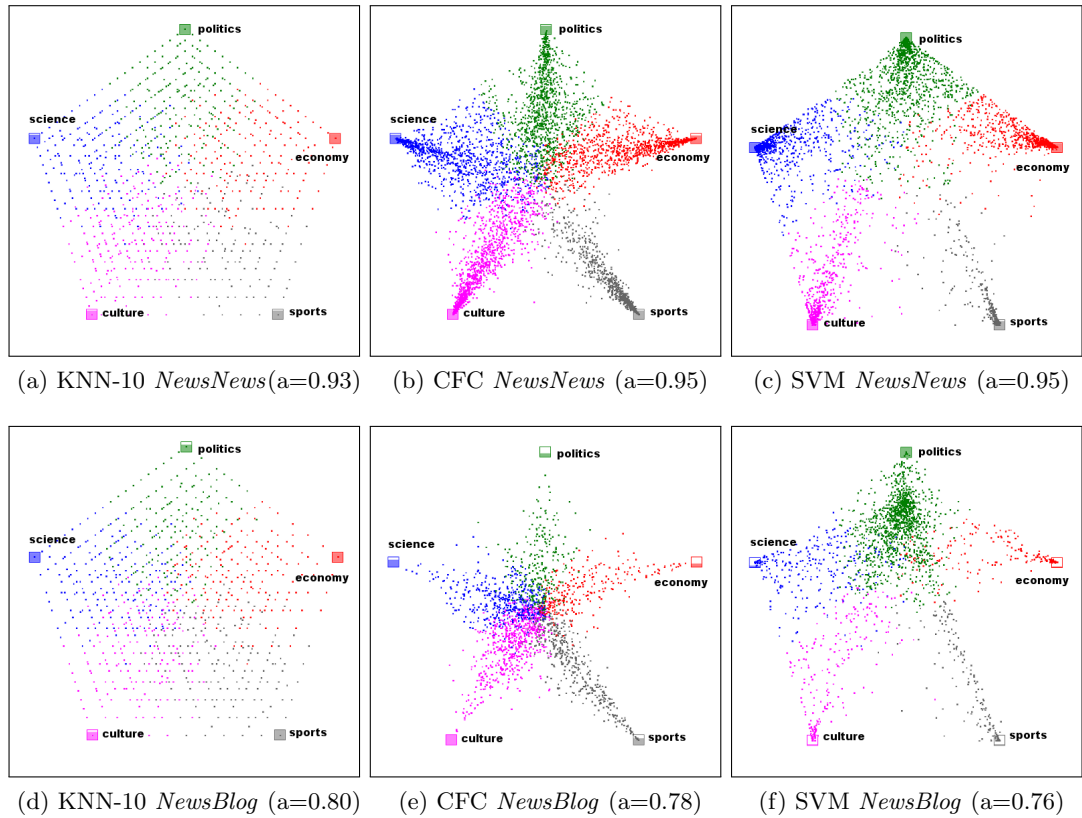 politics
science
economy
culture
sports
(a) KNN-10 NewsNews(a=0.93)
politics
science
economy
culture
sports
(b) CFC NewsNews (a=0.95)
politics
science
economy
culture
sports
(c) SVM NewsNews (a=0.95)
politics
science
economy
culture
sports
(d) KNN-10 NewsBlog (a=0.80)
politics
science
economy
culture
sports
(e) CFC NewsBlog (a=0.78)
politics
science
economy
culture
sports
(f) SVM NewsBlog (a=0.76)